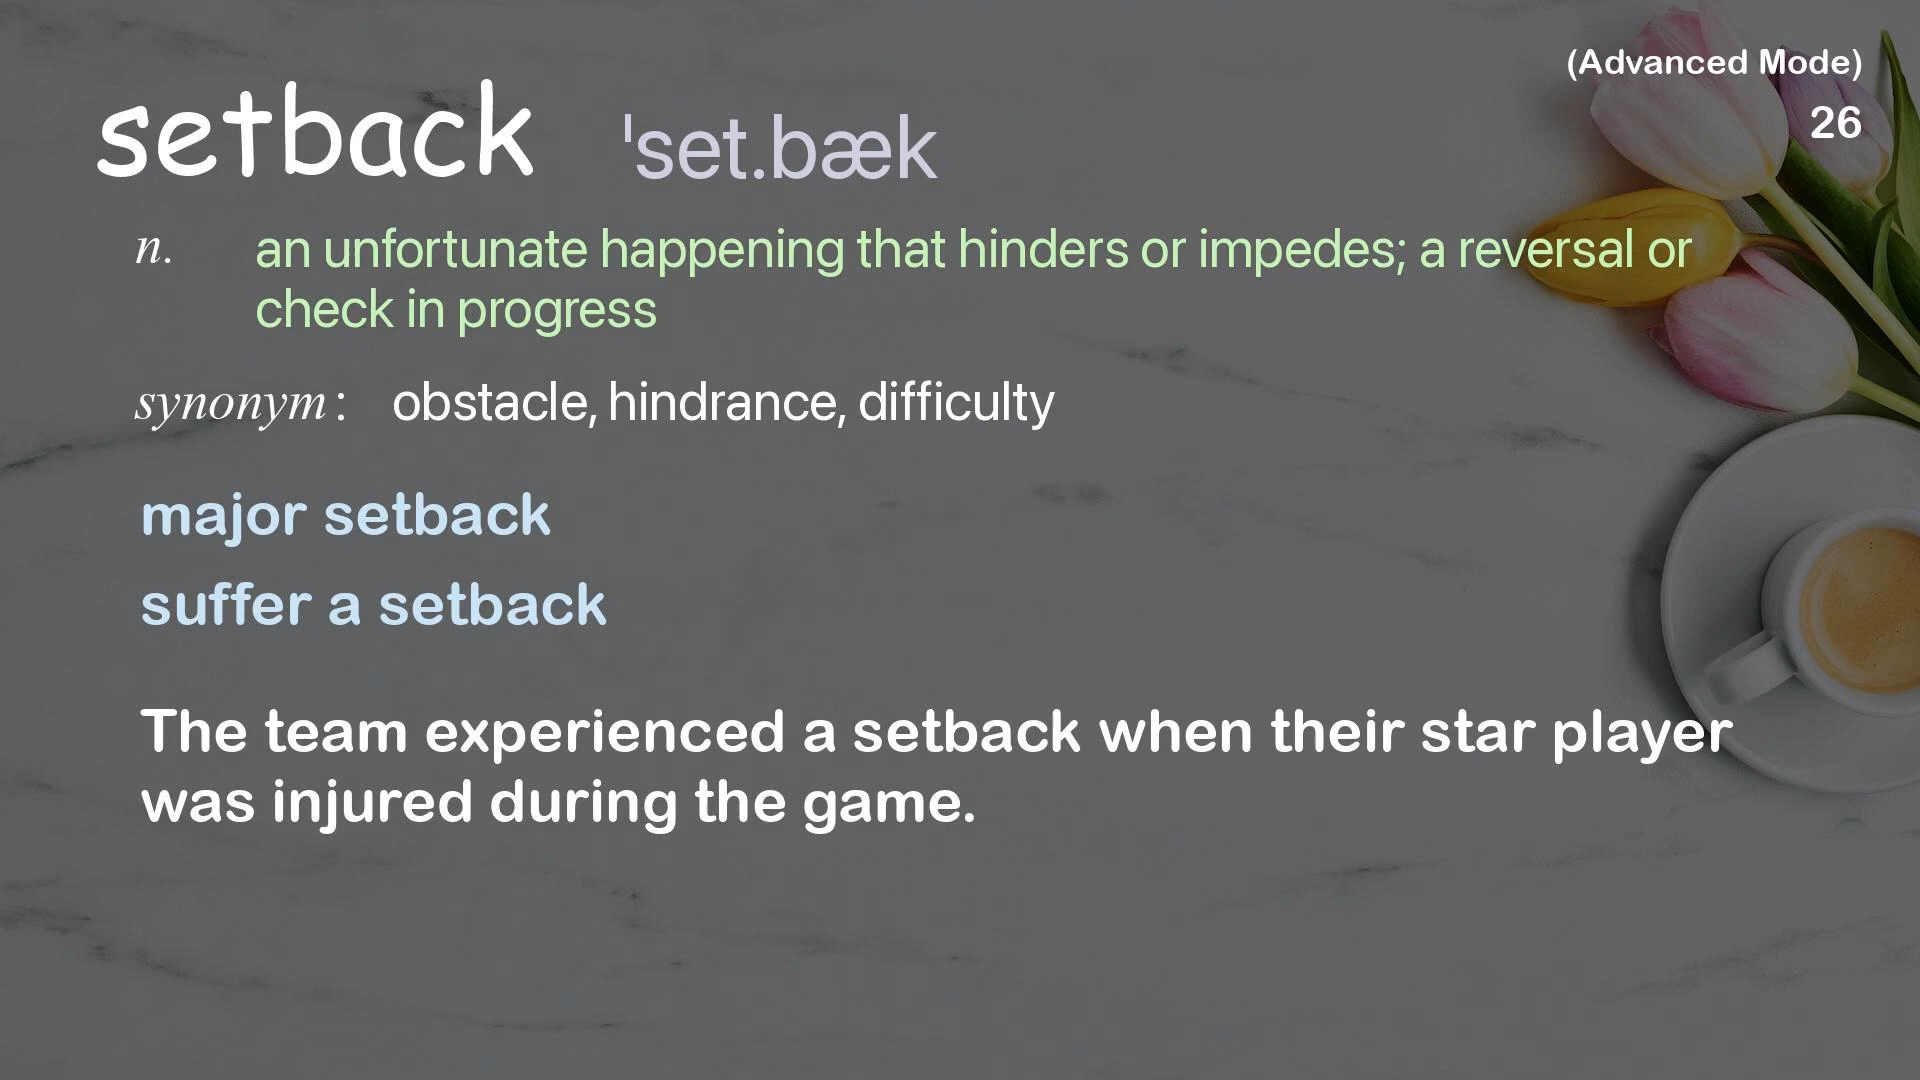 (Advanced Mode)
26
setback ˈset.bæk
n. an unfortunate happening that hinders or impedes; a reversal or
check in progress
synonym: obstacle, hindrance, difficulty
major setback
suffer a setback
The team experienced a setback when their star player
was injured during the game.